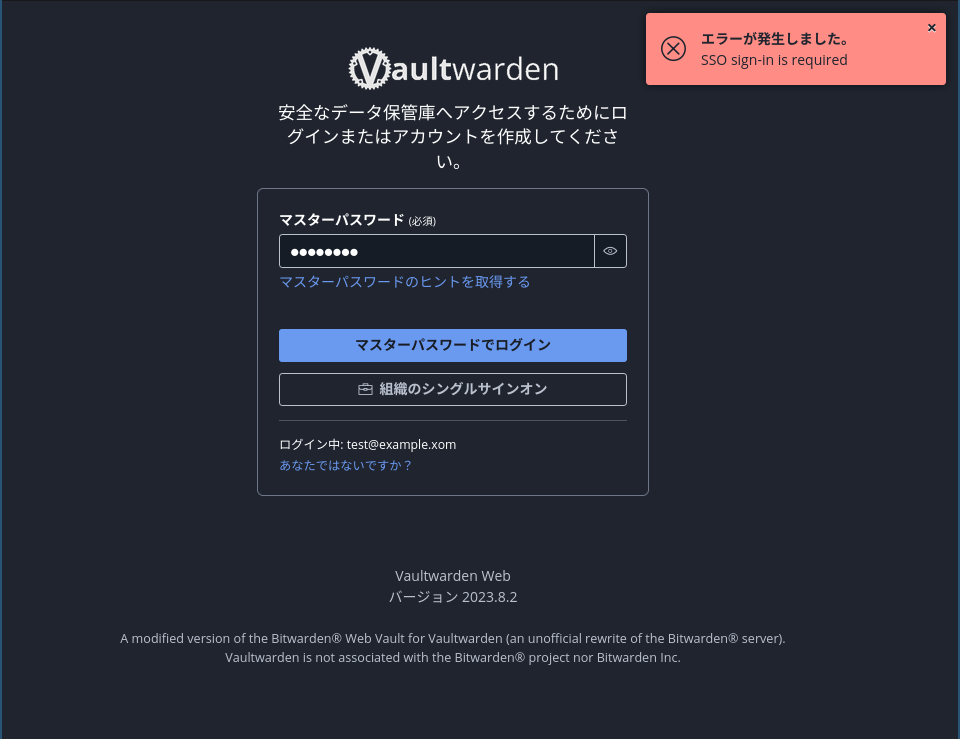 エラーが発生しました。
SSO sign-in is required
Vaultwarden
安全なデータ保管庫へアクセスするためにロ
グインまたはアカウントを作成してくださ
い。
マスターパスワード (必須)
マスターパスワードのヒントを取得する
マスターパスワードでログイン
組織のシングルサインオン
ログイン中: test@example.xom
あなたではないですか？
Vaultwarden Web
バージョン 2023.8.2
A modified version of the Bitwarden® Web Vault for Vaultwarden (an unofficial rewrite of the Bitwarden® server).
Vaultwarden is not associated with the Bitwarden® project nor Bitwarden Inc.